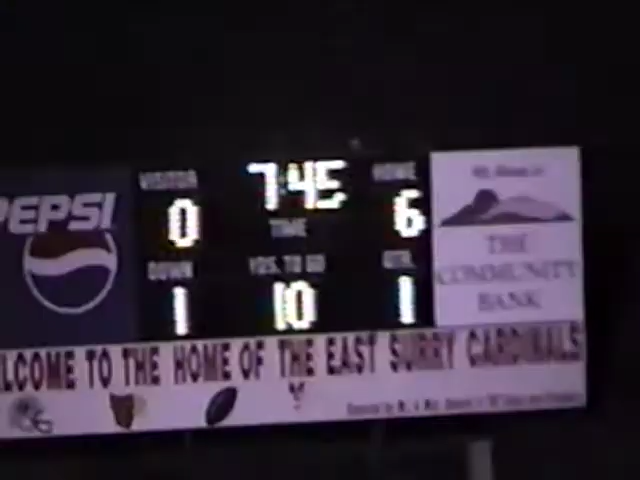 PEPSI
VISITOR 7:45 HOME
0 TIME 6
DOWN YDS. TO GO QTR.
1 10 1
THE
COMMUNITY
BANK
LCOME TO THE HOME OF THE EAST SURRY CARDINALS